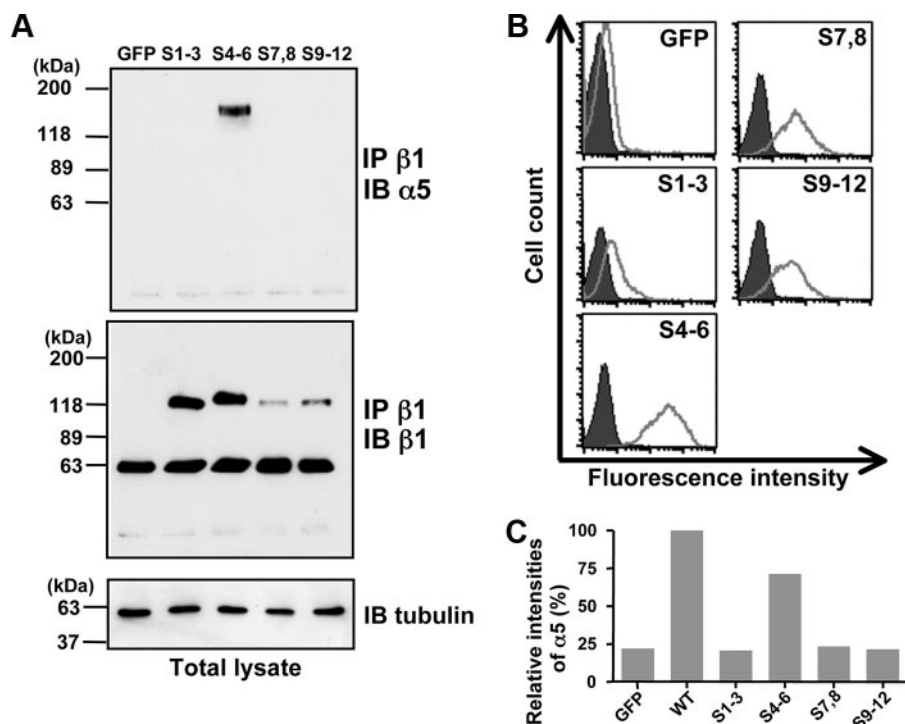 A
(kDa) GFP S1-3 S4-6 S7,8 S9-12
200
118
89
63
IP β1
IB α5
(kDa)
200
118
89
63
IP β1
IB β1
(kDa)
63
37
IB tubulin
Total lysate
B
Cell count
GFP
S7,8
S1-3
S9-12
S4-6
Fluorescence intensity
C
Relative intensities
of α5 (%)
100
75
50
25
0
GFP WT S1-3 S4-6 S7,8 S9-12